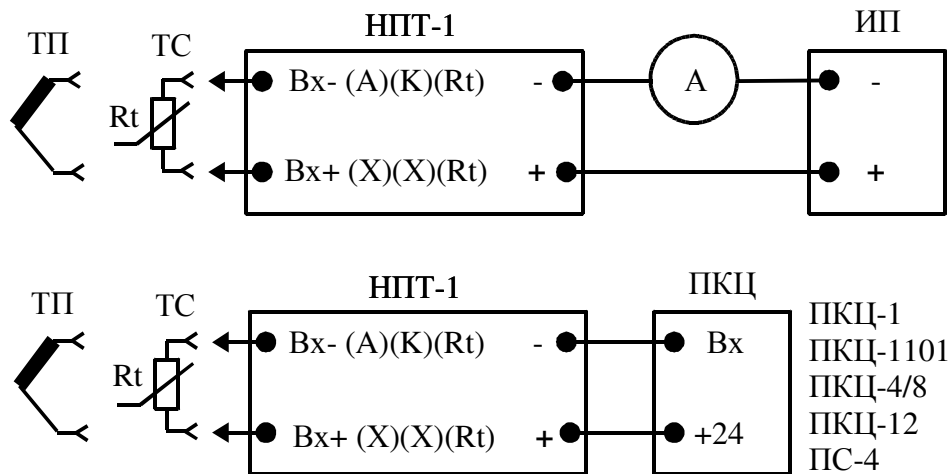 НПТ-1
ИП
ТП ТС
Вх- (А)(К)(Rt) - А -
Rt
Вх+ (Х)(Х)(Rt) + +
НПТ-1 ПКЦ
ТП ТС
ПКЦ-1
Вх- (А)(К)(Rt) - Вх
ПКЦ-1101
Rt
ПКЦ-4/8
ПКЦ-12
Вх+ (Х)(Х)(Rt) + +24
ПС-4